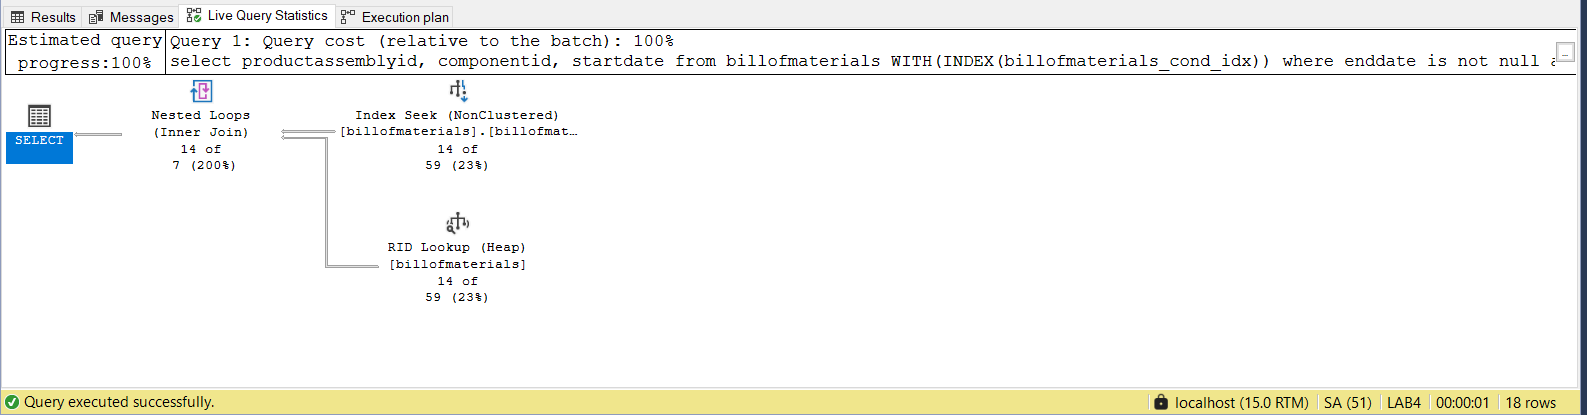 Results Messages Live Query Statistics Execution plan
Estimated query progress:100%
Query 1: Query cost (relative to the batch): 100%
select productassemblyid, componentid, startdate from billofmaterials WITH(INDEX(billofmaterials_cond_idx)) where enddate is not null
...
SELECT
Nested Loops
(Inner Join)
14 of
7 (200%)
Index Seek (NonClustered)
[billofmaterials].[billofmat…
14 of
59 (23%)
RID Lookup (Heap)
[billofmaterials]
14 of
59 (23%)
Query executed successfully. localhost (15.0 RTM) SA (51) LAB4 00:00:01 18 rows